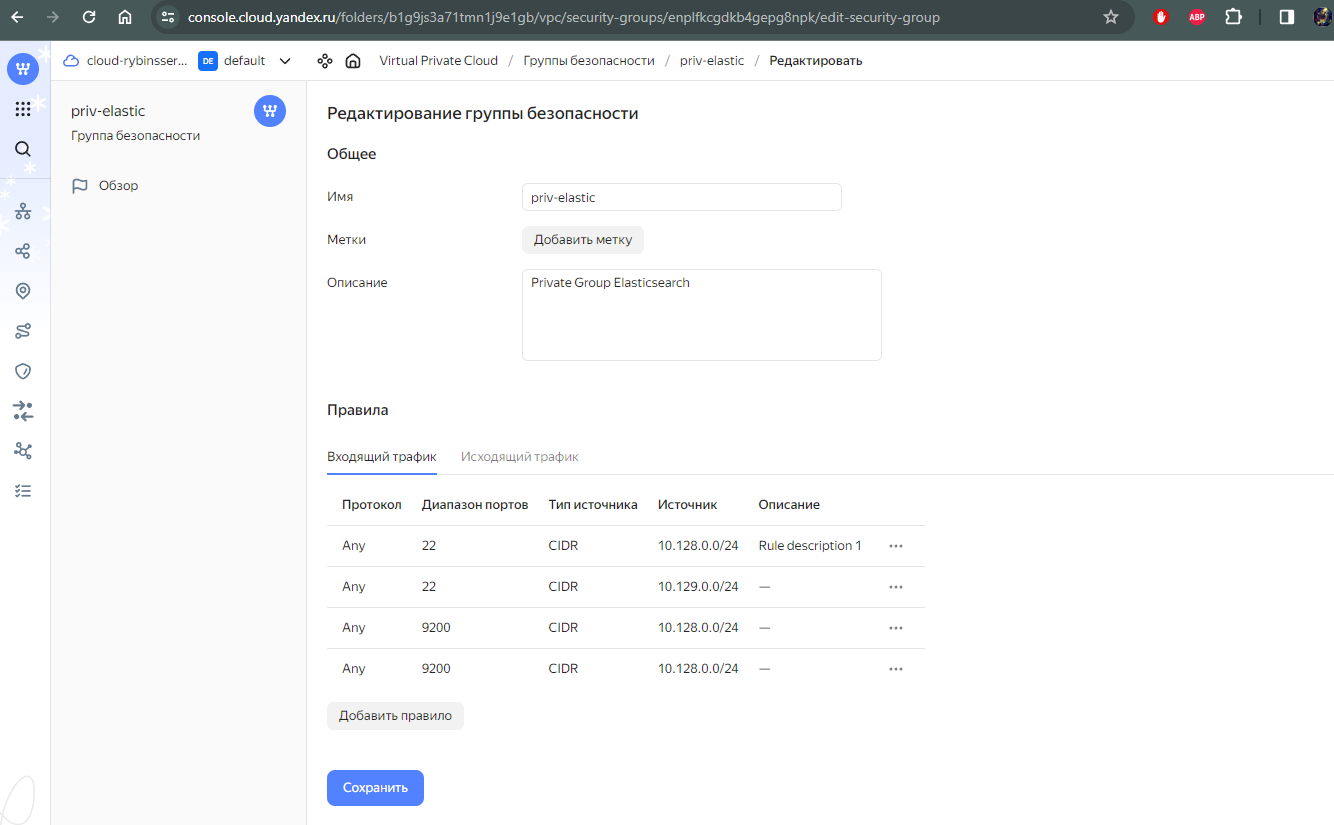 console.cloud.yandex.ru/folders/b1g9js3a71tmn1j9e1gb/vpc/security-groups/enplfkcgdkb4gepg8npk/edit-security-group
ABP
cloud-rybinsser... DE default Virtual Private Cloud / Группы безопасности / priv-elastic / Редактировать
priv-elastic
Группа безопасности
Обзор
Редактирование группы безопасности
Общее
Имя priv-elastic
Метки Добавить метку
Описание Private Group Elasticsearch
Правила
Входящий трафик Исходящий трафик
Протокол Диапазон портов Тип источника Источник Описание
Any 22 CIDR 10.128.0.0/24 Rule description 1 •••
Any 22 CIDR 10.129.0.0/24 — •••
Any 9200 CIDR 10.128.0.0/24 — •••
Any 9200 CIDR 10.128.0.0/24 — •••
Добавить правило
Сохранить